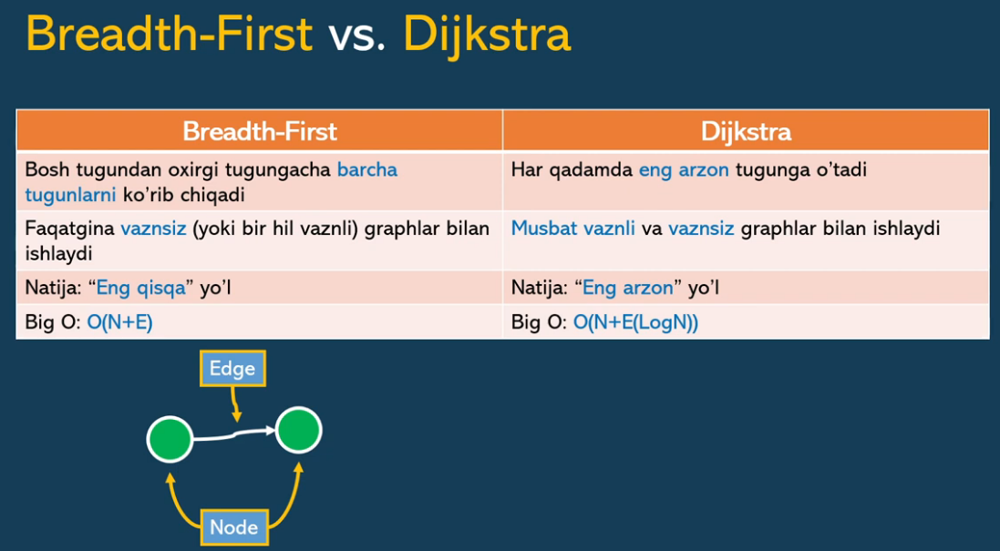 Breadth-First vs. Dijkstra
Breadth-First
Dijkstra
Bosh tugundan oxirgi tugungacha barcha
tugunlarni ko’rib chiqadi
Har qadamda eng arzon tugunga o’tadi
Faqatgina vaznsiz (yoki bir hil vaznli) graphlar bilan
ishlaydi
Musbat vaznli va vaznsiz graphlar bilan ishlaydi
Natija: “Eng qisqa” yo’l
Natija: “Eng arzon” yo’l
Big O: O(N+E)
Big O: O(N+E(LogN))
Edge
Node